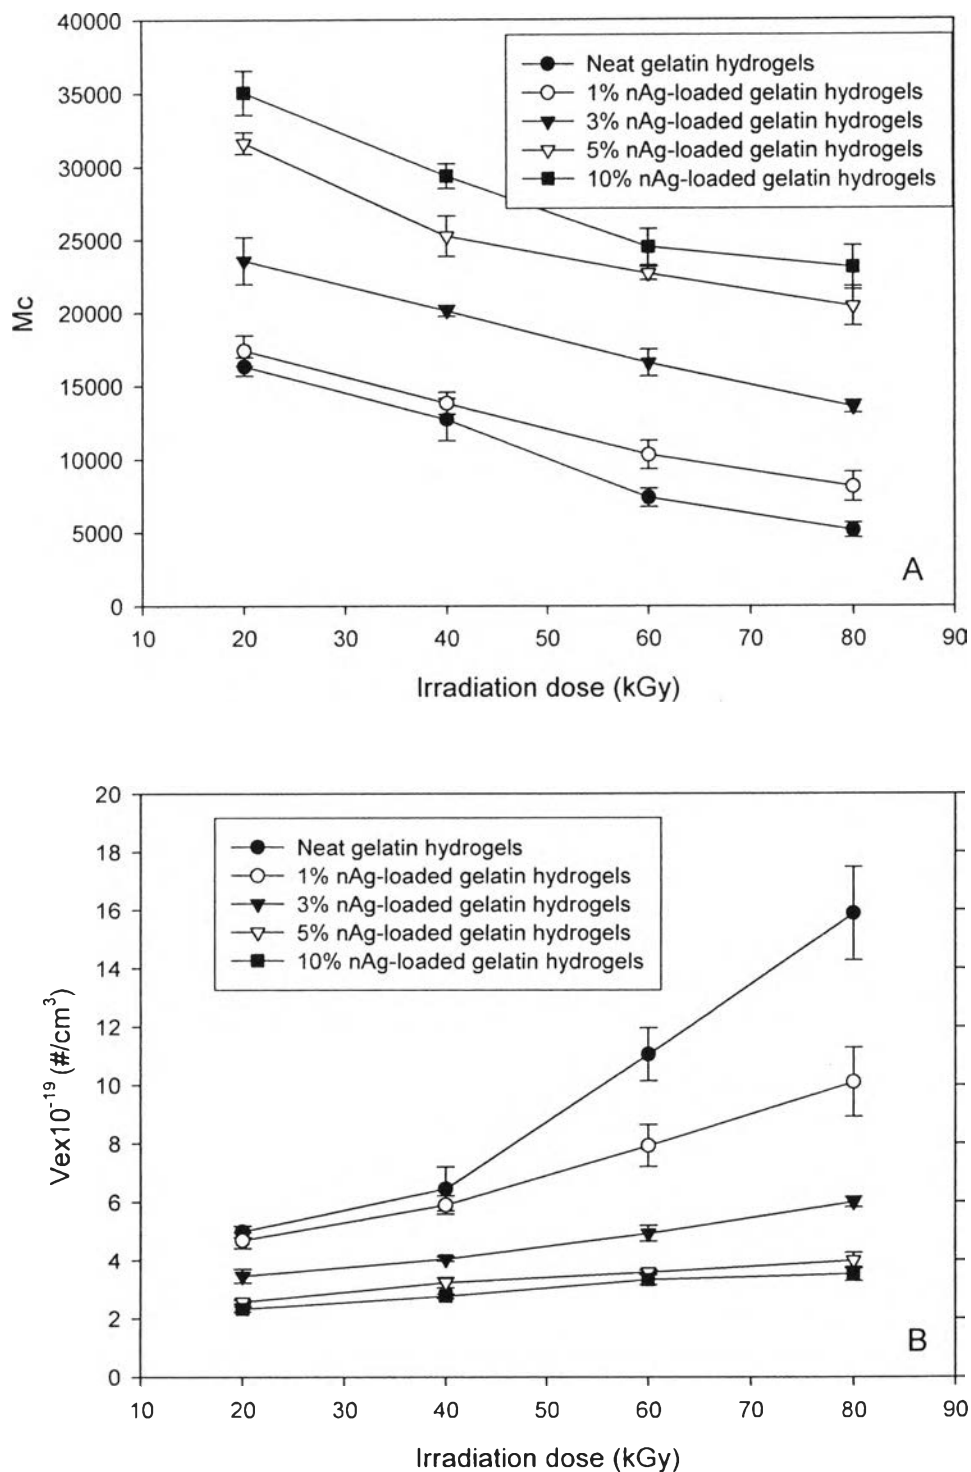 40000
35000
30000
25000
20000
15000
10000
5000
0
Mc
Neat gelatin hydrogels
1% nAg-loaded gelatin hydrogels
3% nAg-loaded gelatin hydrogels
5% nAg-loaded gelatin hydrogels
10% nAg-loaded gelatin hydrogels
A
10 20 30 40 50 60 70 80 90
Irradiation dose (kGy)
20
18
16
14
12
10
8
6
4
2
0
Vex10⁻¹⁹ (#/cm³)
Neat gelatin hydrogels
1% nAg-loaded gelatin hydrogels
3% nAg-loaded gelatin hydrogels
5% nAg-loaded gelatin hydrogels
10% nAg-loaded gelatin hydrogels
B
10 20 30 40 50 60 70 80 90
Irradiation dose (kGy)